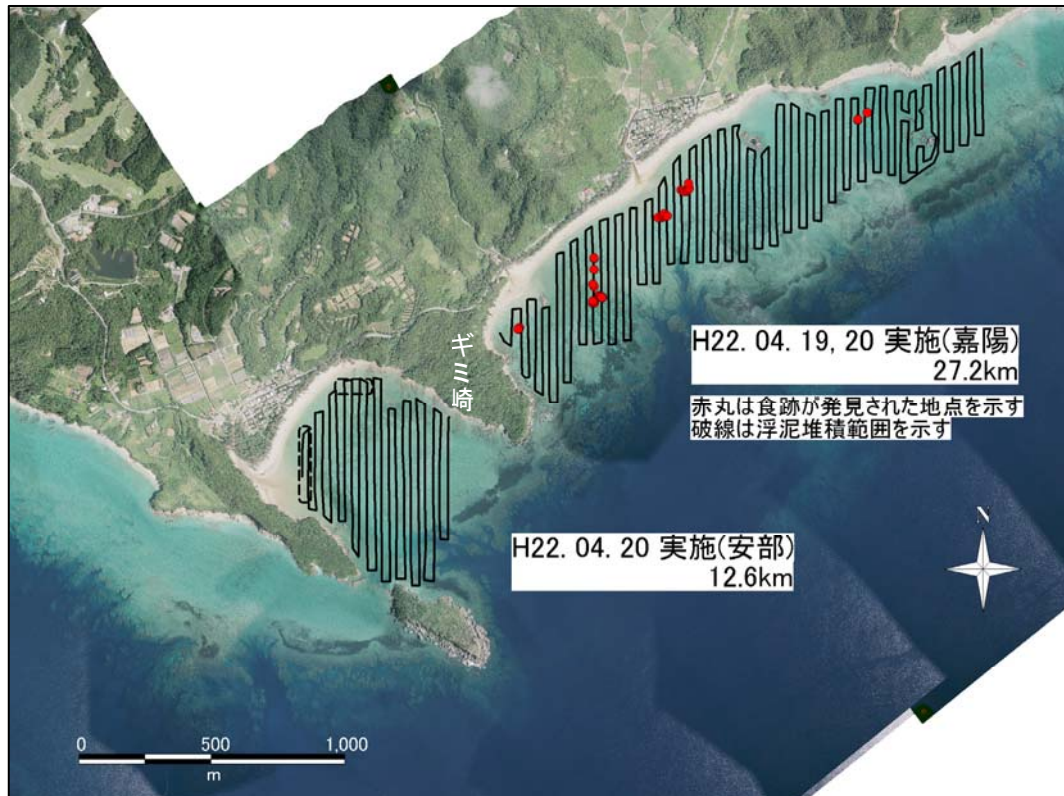 ギミ崎
H22.04.19,20 実施(嘉陽)
27.2km
赤丸は食跡が発見された地点を示す
破線は浮泥堆積範囲を示す
H22.04.20 実施(安部)
12.6km
N
0 500 1,000
m